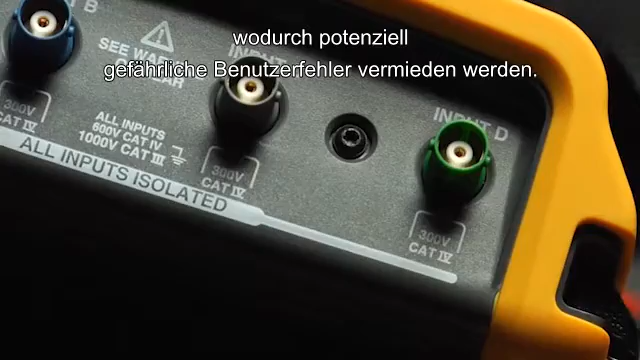 wodurch potenziell
gefährliche Benutzerfehler vermieden werden.
B
SEE
INPUT D
300V
CAT IV
ALL INPUTS
600V CAT IV
1000V CAT III
300V
CAT IV
300V
CAT IV
ALL INPUTS ISOLATED